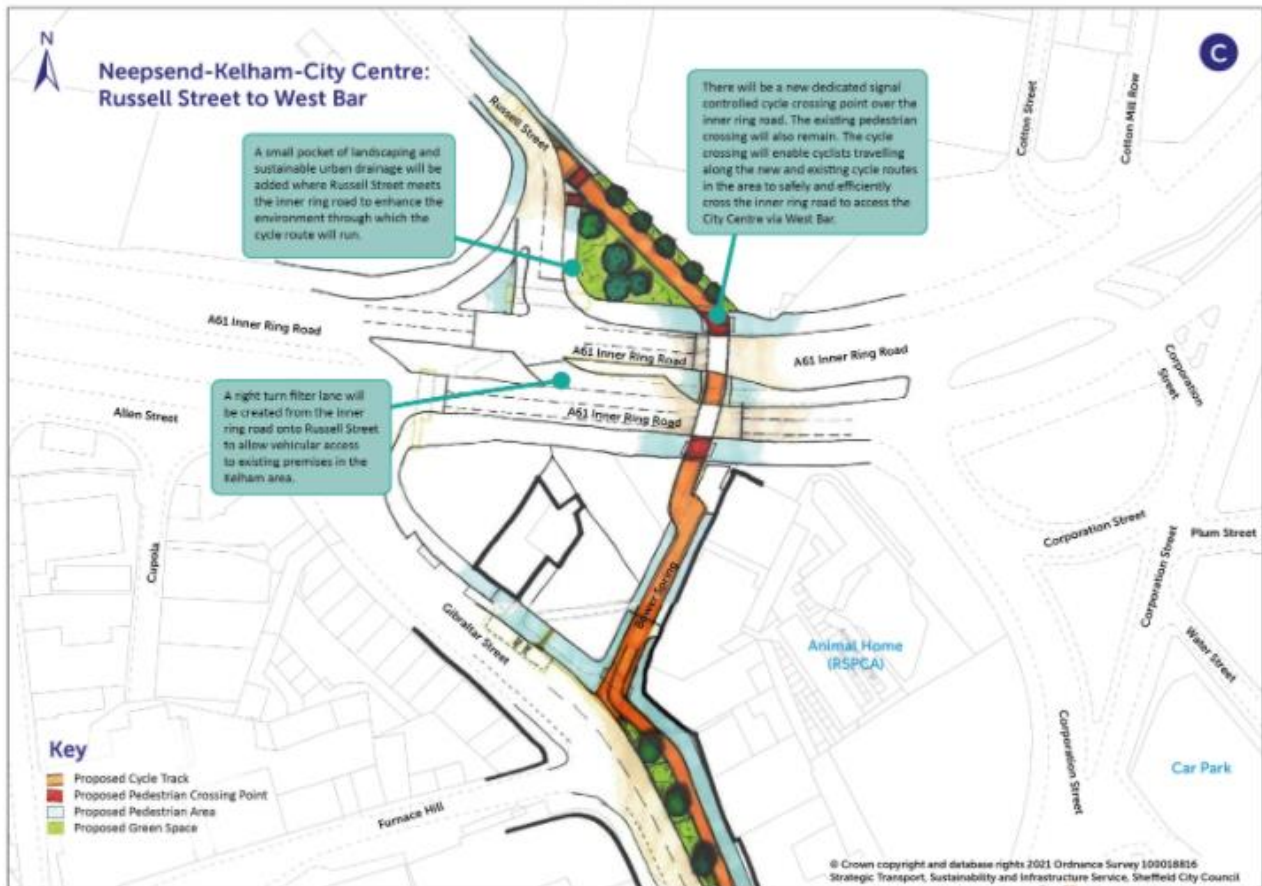 N
Neepsend-Kelham-City Centre:
Russell Street to West Bar
C
Russell Street
Cotton Street
Cotton Mill Row
There will be a new dedicated signal
controlled cycle crossing point over the
inner ring road. The existing pedestrian
crossing will also remain. The cycle
crossing will enable cyclists travelling
along the new and existing cycle routes
in the area to safely and efficiently
cross the inner ring road to access the
City Centre via West Bar.
A small pocket of landscaping and
sustainable urban drainage will be
added where Russell Street meets
the inner ring road to enhance the
environment through which the
cycle route will run.
A61 Inner Ring Road
A61 Inner Ring Road
A61 Inner Ring Road
A61 Inner Ring Road
Corporation
Street
A right turn filter lane will
be created from the inner
ring road onto Russell Street
to allow vehicular access
to existing premises in the
Kelham area.
Allen Street
Cupola
Corporation Street
Plum Street
Corporation Street
Water Street
Bower Spring
Gibraltar Street
Animal Home
(RSPCA)
Corporation Street
Car Park
Furnace Hill
Key
Proposed Cycle Track
Proposed Pedestrian Crossing Point
Proposed Pedestrian Area
Proposed Green Space
© Crown copyright and database rights 2021 Ordnance Survey 100018816
Strategic Transport, Sustainability and Infrastructure Service, Sheffield City Council